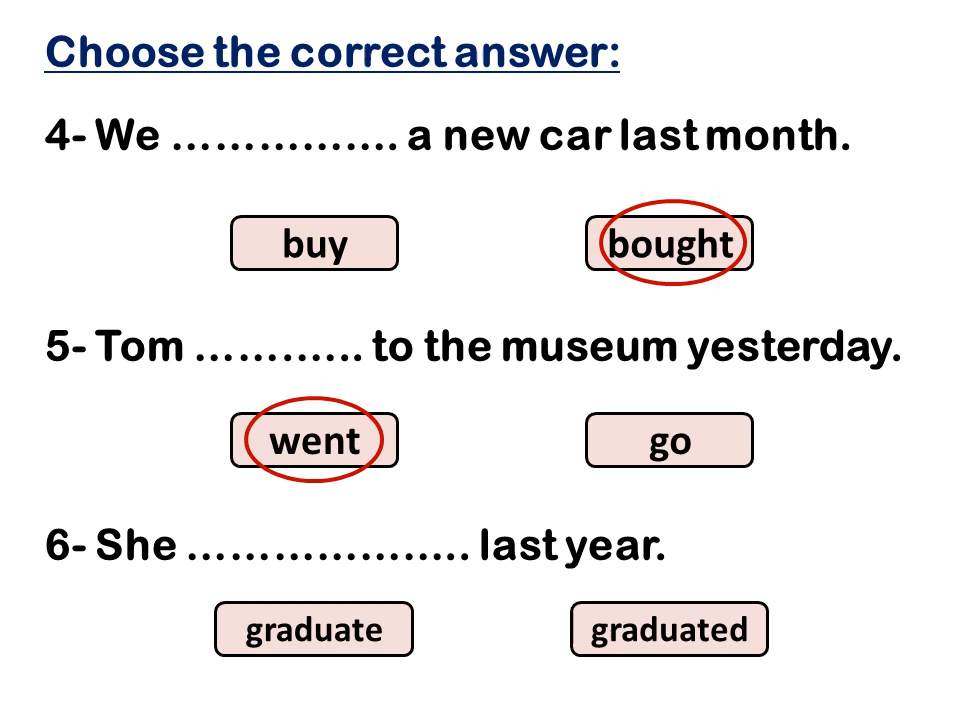 Choose the correct answer:
4- We ................ a new car last month.
buy bought
5- Tom ............ to the museum yesterday.
went go
6- She .................... last year.
graduate graduated